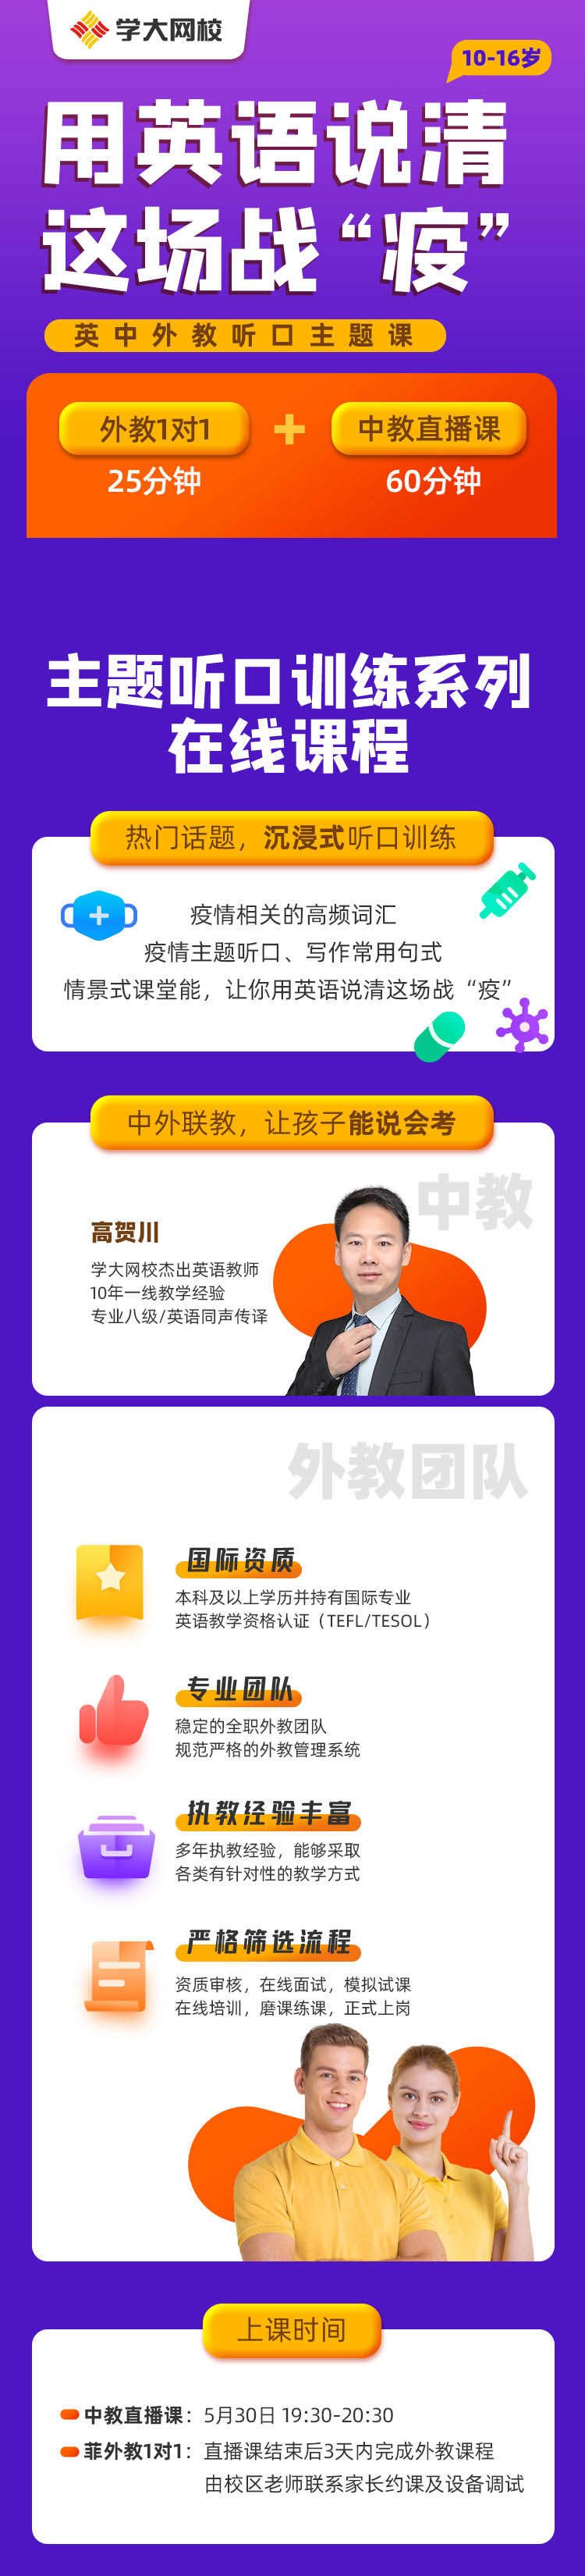 学大网校
10-16岁
用英语说清
这场战“疫”
英中外教听口主题课
外教1对1
+
中教直播课
25分钟
60分钟
主题听口训练系列
在线课程
热门话题，沉浸式听口训练
疫情相关的高频词汇
疫情主题听口、写作常用句式
情景式课堂能，让你用英语说清这场战“疫”
中外联教，让孩子能说会考
中教
高贺川
学大网校杰出英语教师
10年一线教学经验
专业八级/英语同声传译
外教团队
国际资质
本科及以上学历并持有国际专业
英语教学资格认证（TEFL/TESOL）
专业团队
稳定的全职外教团队
规范严格的外教管理系统
执教经验丰富
多年执教经验，能够采取
各类有针对性的教学方式
严格筛选流程
资质审核，在线面试，模拟试课
在线培训，磨课练课，正式上岗
上课时间
中教直播课：5月30日 19:30-20:30
菲外教1对1：直播课结束后3天内完成外教课程
由校区老师联系家长约课及设备调试